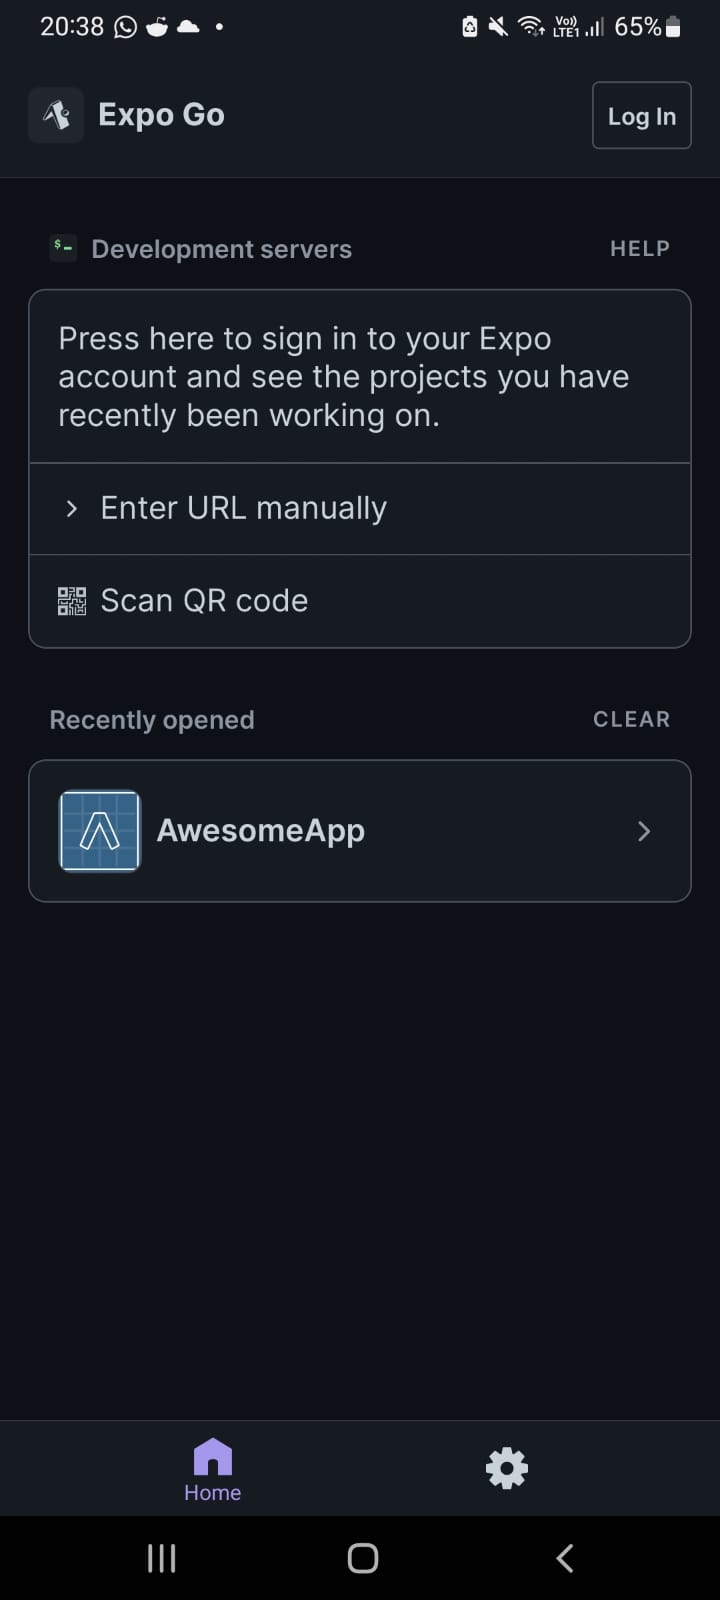 20:38
Vo))
LTE1
65%
Expo Go
Log In
$
Development servers
HELP
Press here to sign in to your Expo
account and see the projects you have
recently been working on.
Enter URL manually
Scan QR code
Recently opened
CLEAR
AwesomeApp
Home